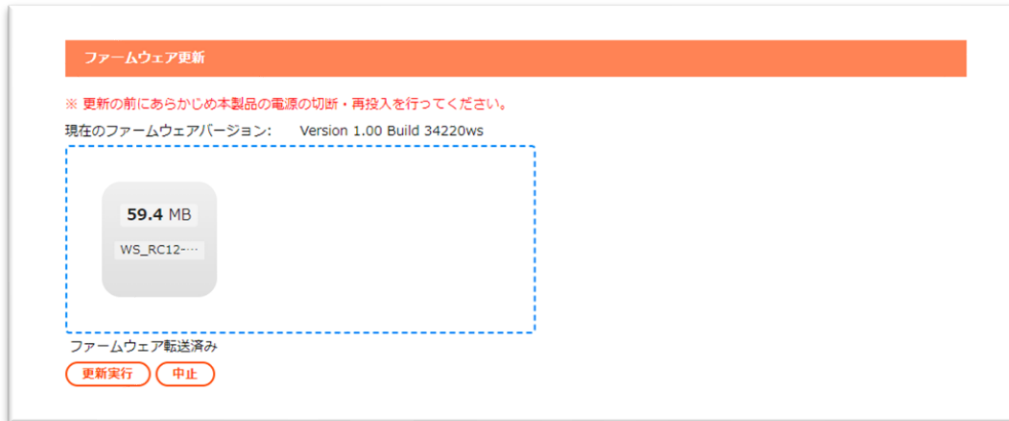 ファームウェア更新
※ 更新の前にあらかじめ本製品の電源の切断・再投入を行ってください。
現在のファームウェアバージョン: Version 1.00 Build 34220ws
59.4 MB
WS_RC12-…
ファームウェア転送済み
更新実行 中止